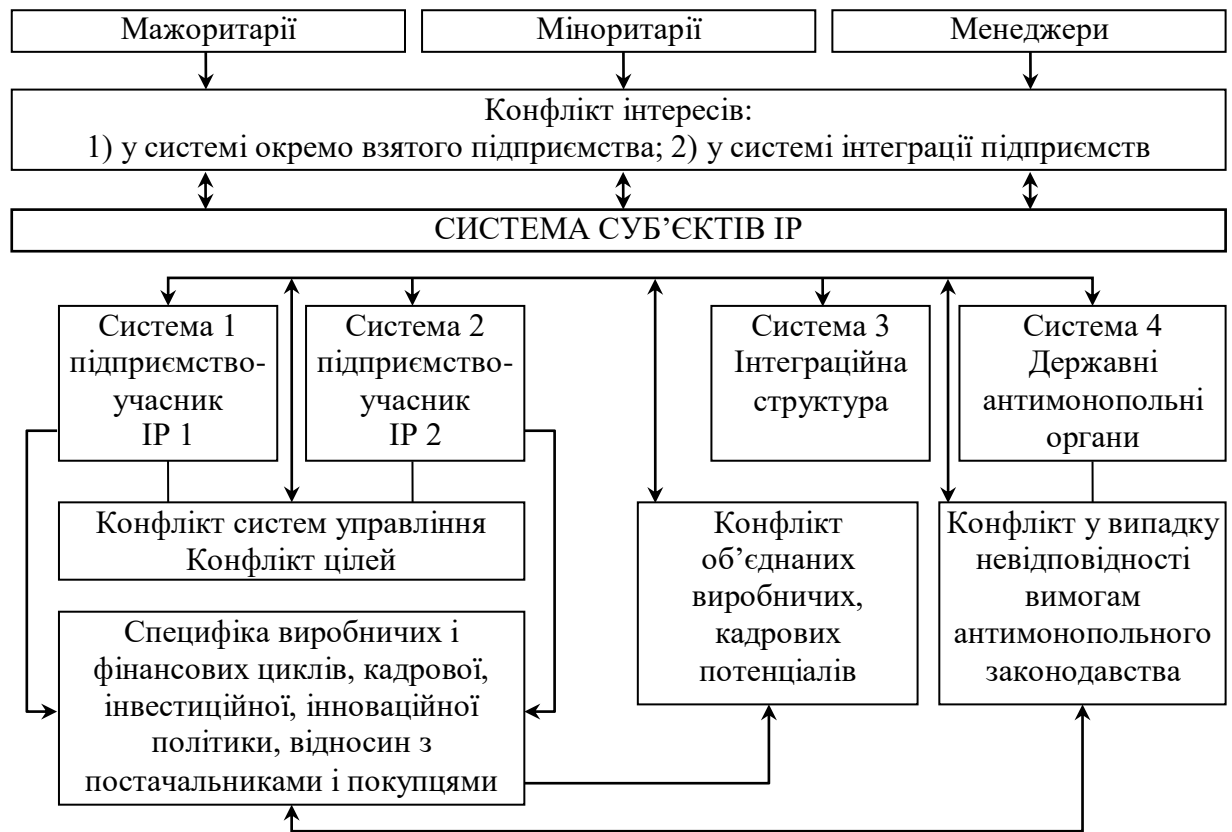 Мажоритарії
Міноритарії
Менеджери
Конфлікт інтересів:
1) у системі окремо взятого підприємства; 2) у системі інтеграції підприємств
СИСТЕМА СУБ’ЄКТІВ ІР
Система 1
підприємство-
учасник
ІР 1
Система 2
підприємство-
учасник
ІР 2
Система 3
Інтеграційна
структура
Система 4
Державні
антимонопольні
органи
Конфлікт систем управління
Конфлікт цілей
Конфлікт
об’єднаних
виробничих,
кадрових
потенціалів
Конфлікт у випадку
невідповідності
вимогам
антимонопольного
законодавства
Специфіка виробничих і
фінансових циклів, кадрової,
інвестиційної, інноваційної
політики, відносин з
постачальниками і покупцями